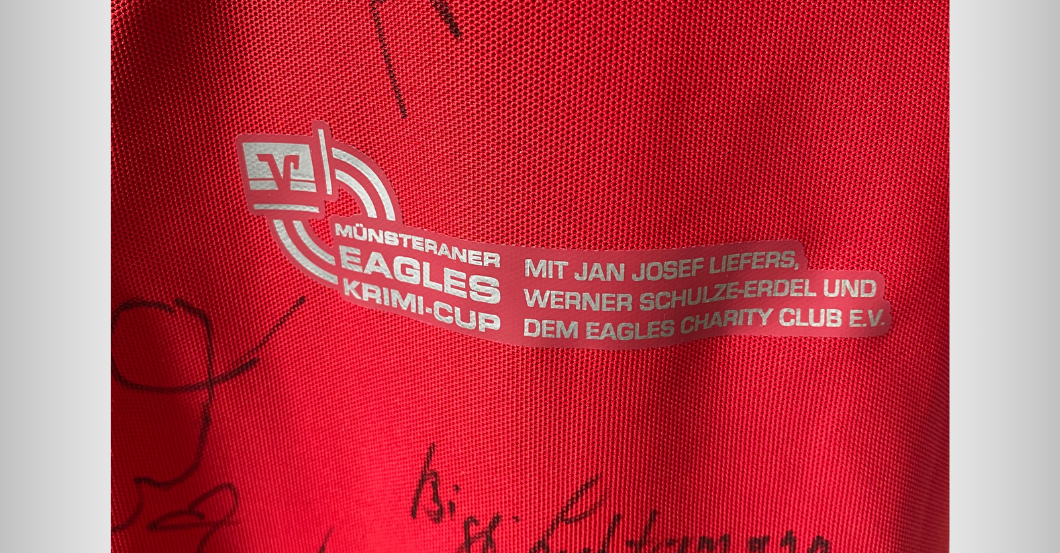 MÜNSTERANER
EAGLES
KRIMI-CUP
MIT JAN JOSEF LIEFERS,
WERNER SCHULZE-ERDEL UND
DEM EAGLES CHARITY CLUB E.V.